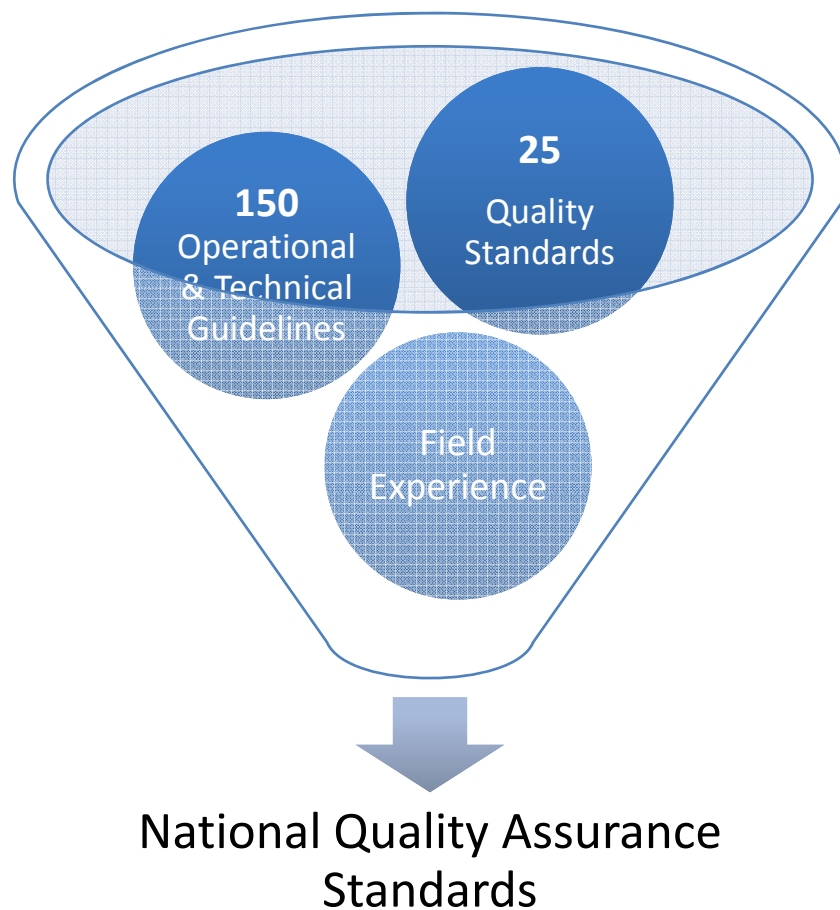 150
Operational
& Technical
Guidelines
25
Quality
Standards
Field
Experience
National Quality Assurance
Standards